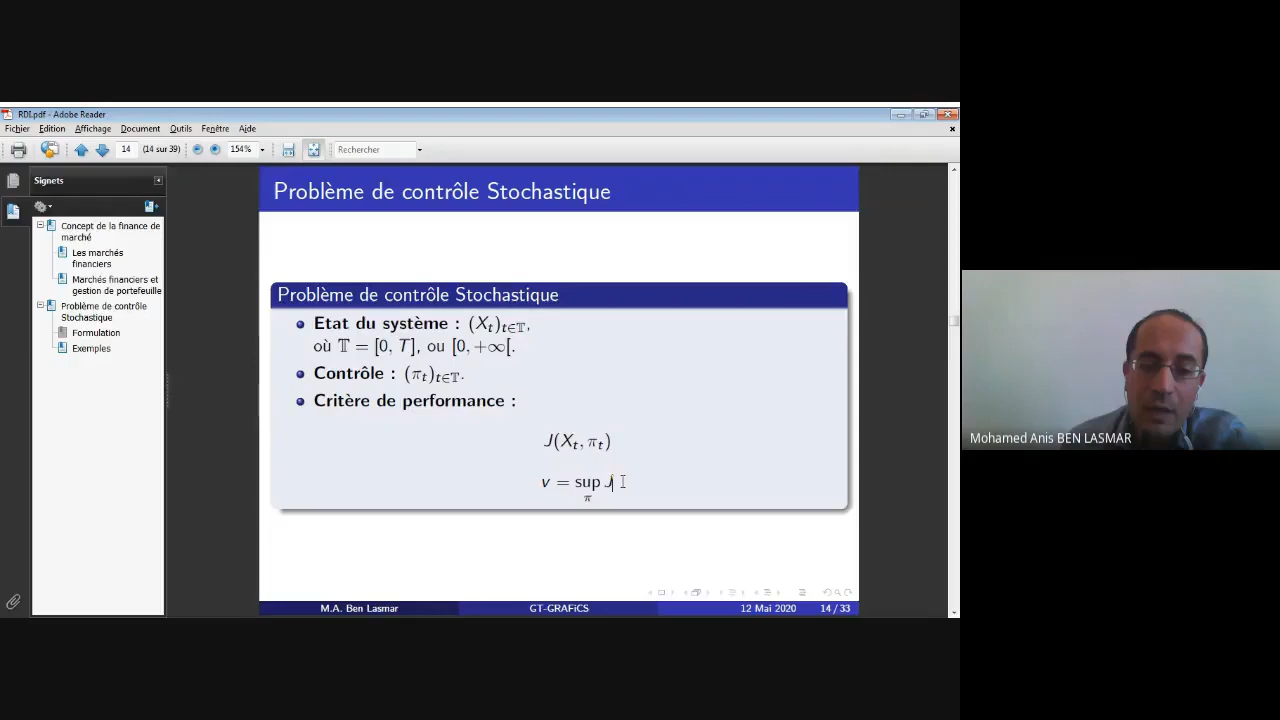 RDI.pdf - Adobe Reader
Fichier Edition Affichage Document Outils Fenêtre Aide
14 (14 sur 39) 154% Rechercher
Signets
Concept de la finance de
marché
Les marchés
financiers
Marchés financiers et
gestion de portefeuille
Problème de contrôle
Stochastique
Formulation
Exemples
Problème de contrôle Stochastique
Problème de contrôle Stochastique
Etat du système : (X_t)_{t∈𝕋},
où 𝕋 = [0, T], ou [0, +∞[.
Contrôle : (π_t)_{t∈𝕋}.
Critère de performance :
J(X_t, π_t)
v = sup_π J
M.A. Ben Lasmar GT-GRAFiCS 12 Mai 2020 14 / 33
Mohamed Anis BEN LASMAR